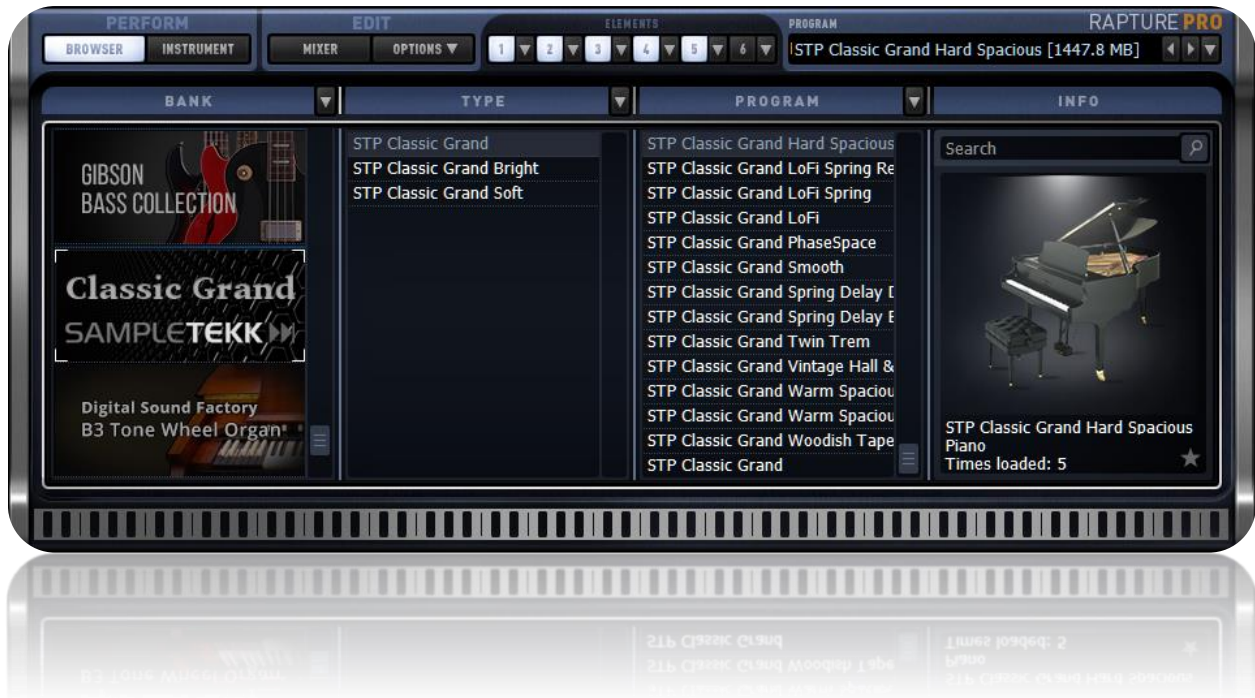 PERFORM
EDIT
ELEMENTS
PROGRAM
RAPTURE PRO
BROWSER
INSTRUMENT
MIXER
OPTIONS
1
2
3
4
5
6
STP Classic Grand Hard Spacious [1447.8 MB]
BANK
TYPE
PROGRAM
INFO
GIBSON
BASS COLLECTION
Classic Grand
SAMPLETEKK
Digital Sound Factory
B3 Tone Wheel Organ
STP Classic Grand
STP Classic Grand Bright
STP Classic Grand Soft
STP Classic Grand Hard Spacious
STP Classic Grand LoFi Spring Re
STP Classic Grand LoFi Spring
STP Classic Grand LoFi
STP Classic Grand PhaseSpace
STP Classic Grand Smooth
STP Classic Grand Spring Delay
STP Classic Grand Spring Delay
STP Classic Grand Twin Trem
STP Classic Grand Vintage Hall &
STP Classic Grand Warm Spaciou
STP Classic Grand Warm Spaciou
STP Classic Grand Woodish Tape
STP Classic Grand
Search
STP Classic Grand Hard Spacious
Piano
Times loaded: 5